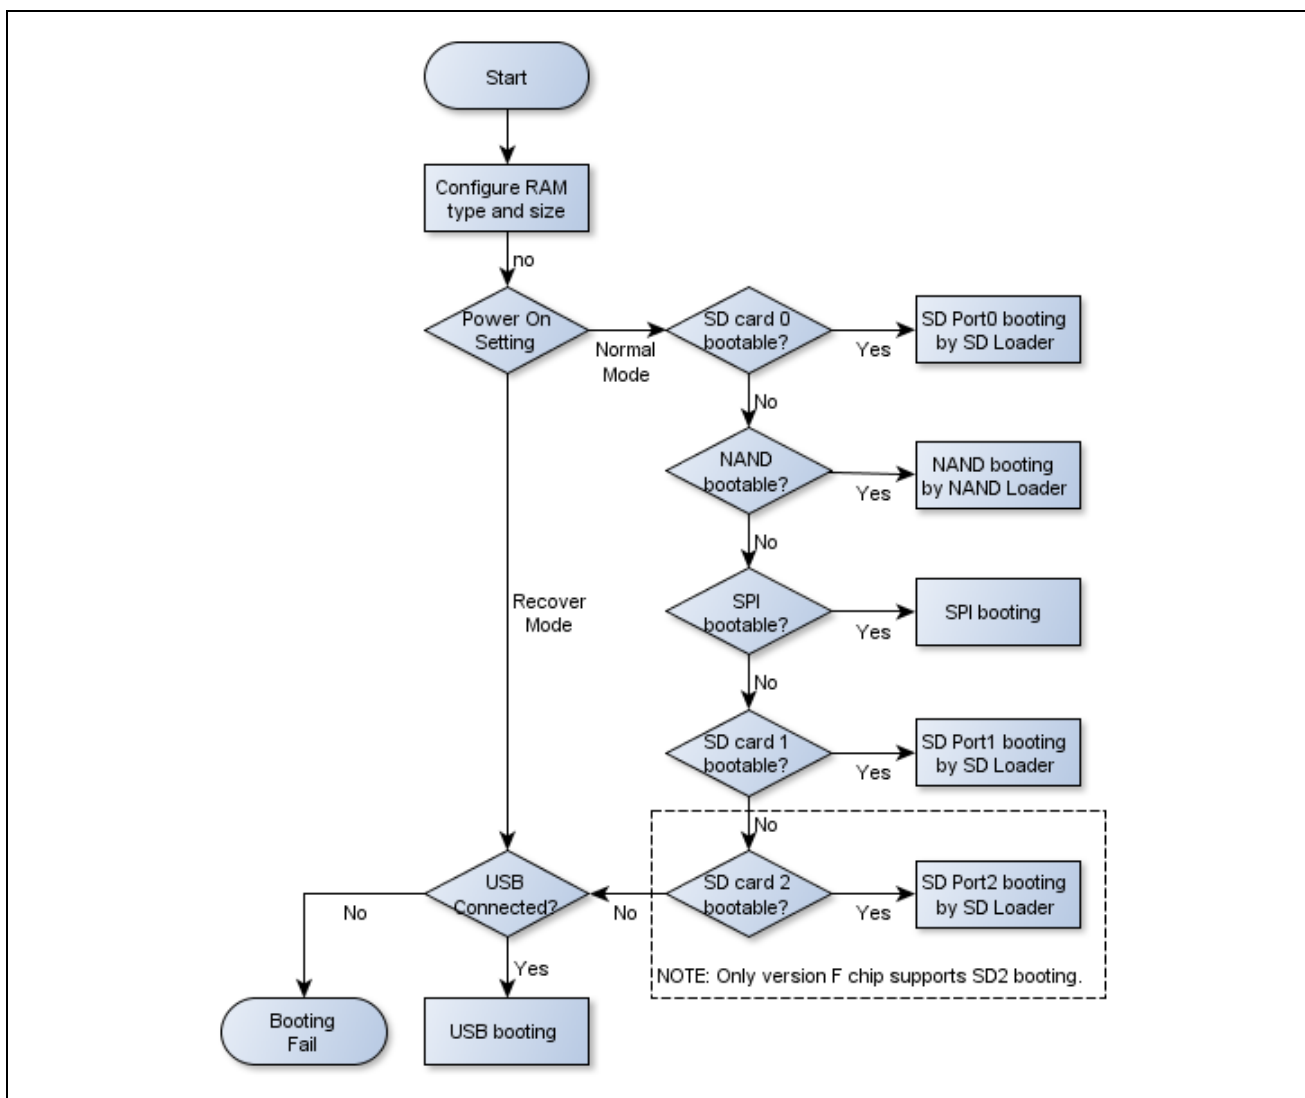 Start
Configure RAM
type and size
no
Power On
Setting
Normal
Mode
SD card 0
bootable?
Yes
SD Port0 booting
by SD Loader
No
NAND
bootable?
Yes
NAND booting
by NAND Loader
No
SPI
bootable?
Yes
SPI booting
Recover
Mode
No
SD card 1
bootable?
Yes
SD Port1 booting
by SD Loader
No
USB
Connected?
No
SD card 2
bootable?
Yes
SD Port2 booting
by SD Loader
No
Yes
NOTE: Only version F chip supports SD2 booting.
Booting
Fail
USB booting